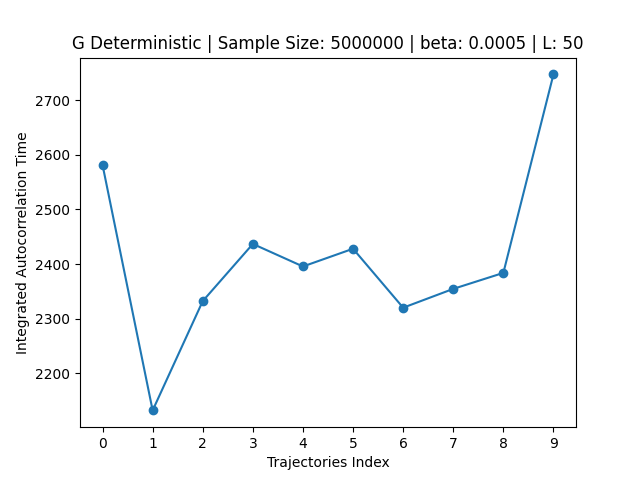 G Deterministic | Sample Size: 5000000 | beta: 0.0005 | L: 50
Integrated Autocorrelation Time
2700
2600
2500
2400
2300
2200
0 1 2 3 4 5 6 7 8 9
Trajectories Index